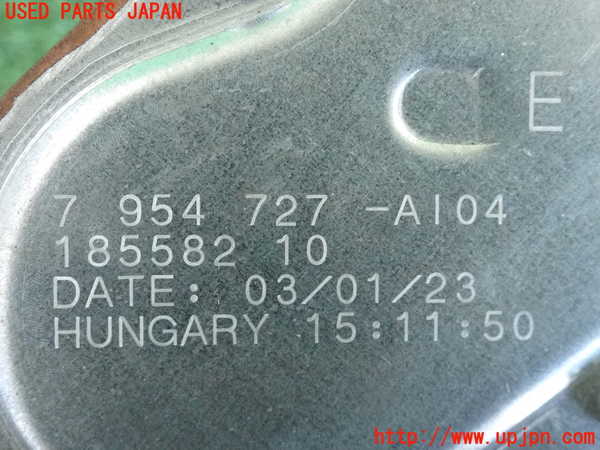 USED PARTS JAPAN
E
7 954 727 -AI04
185582 10
DATE: 03/01/23
HUNGARY 15:11:50
http://www.upjpn.com/